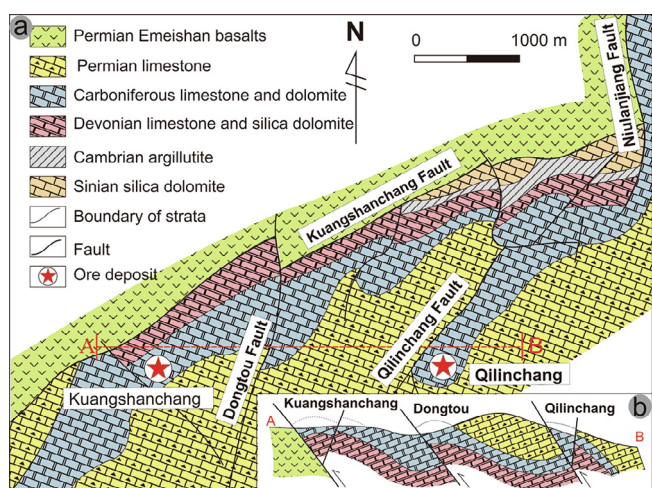 a
Permian Emeishan basalts
Permian limestone
Carboniferous limestone and dolomite
Devonian limestone and silica dolomite
Cambrian argillutite
Sinian silica dolomite
Boundary of strata
Fault
Ore deposit
N
0 1000 m
Niulanjiang Fault
Kuangshanchang Fault
Dongtou Fault
Qilinchang Fault
A
B
Kuangshanchang
Qilinchang
b
Kuangshanchang
Dongtou
Qilinchang
A
B